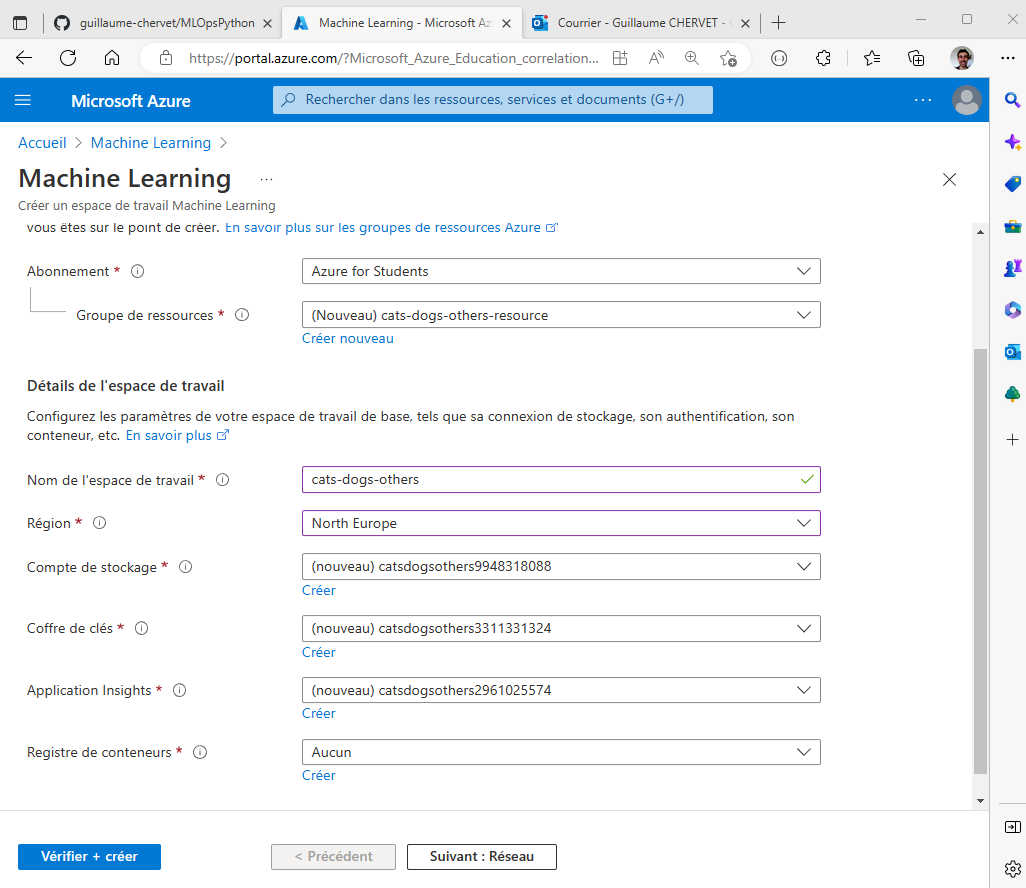 guillaume-chervet/MLOpsPython
Machine Learning - Microsoft Az
Courrier - Guillaume CHERVET -
https://portal.azure.com/?Microsoft_Azure_Education_correlation...
Microsoft Azure
Rechercher dans les ressources, services et documents (G+/)
Accueil > Machine Learning >
Machine Learning ...
Créer un espace de travail Machine Learning
vous êtes sur le point de créer. En savoir plus sur les groupes de ressources Azure
Abonnement *
Azure for Students
Groupe de ressources *
(Nouveau) cats-dogs-others-resource
Créer nouveau
Détails de l'espace de travail
Configurez les paramètres de votre espace de travail de base, tels que sa connexion de stockage, son authentification, son
conteneur, etc. En savoir plus
Nom de l'espace de travail *
cats-dogs-others
Région *
North Europe
Compte de stockage *
(nouveau) catsdogsothers9948318088
Créer
Coffre de clés *
(nouveau) catsdogsothers3311331324
Créer
Application Insights *
(nouveau) catsdogsothers2961025574
Créer
Registre de conteneurs *
Aucun
Créer
Vérifier + créer
< Précédent
Suivant : Réseau